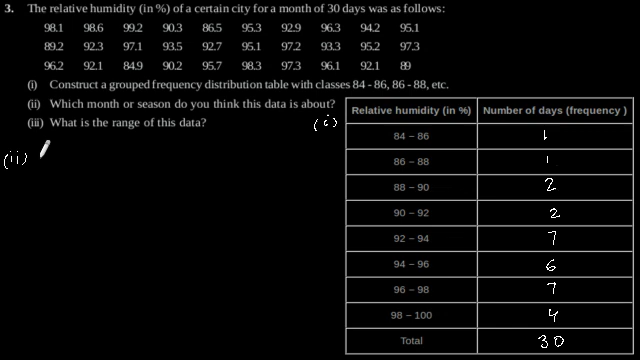 3. The relative humidity (in %) of a certain city for a month of 30 days was as follows:
98.1 98.6 99.2 90.3 86.5 95.3 92.9 96.3 94.2 95.1
89.2 92.3 97.1 93.5 92.7 95.1 97.2 93.3 95.2 97.3
96.2 92.1 84.9 90.2 95.7 98.3 97.3 96.1 92.1 89
(i) Construct a grouped frequency distribution table with classes 84 - 86, 86 - 88, etc.
(ii) Which month or season do you think this data is about?
(iii) What is the range of this data?
(i)
Relative humidity (in %) Number of days (frequency)
84 – 86 1
86 – 88 1
88 – 90 2
90 – 92 2
92 – 94 7
94 – 96 6
96 – 98 7
98 – 100 4
Total 30
(ii)